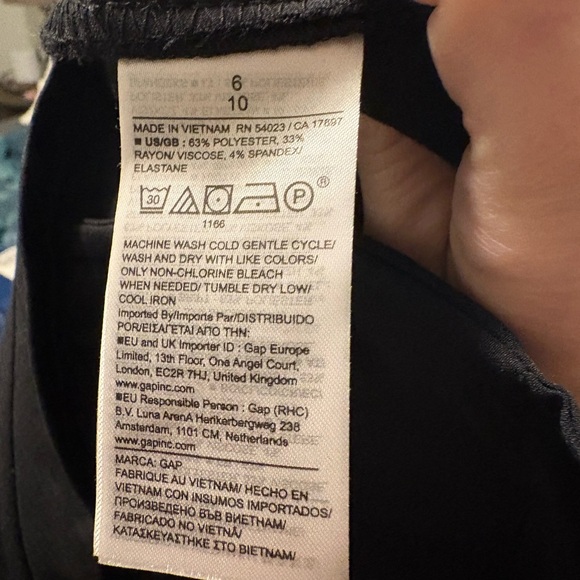 6
10
MADE IN VIETNAM RN 54023 / CA 17897
■ US/GB : 63% POLYESTER, 33%
RAYON/ VISCOSE, 4% SPANDEX/
ELASTANE
30 P ®
1166
MACHINE WASH COLD GENTLE CYCLE/
WASH AND DRY WITH LIKE COLORS/
ONLY NON-CHLORINE BLEACH
WHEN NEEDED/ TUMBLE DRY LOW/
COOL IRON
Imported By/Importé Par/DISTRIBUIDO
POR/ΕΙΣΑΓΕΤΑΙ ΑΠΟ ΤΗΝ:
■EU and UK Importer ID : Gap Europe
Limited, 13th Floor, One Angel Court,
London, EC2R 7HJ, United Kingdom
www.gapinc.com
■EU Responsible Person : Gap (RHC)
B.V. Luna ArenA Herikerbergweg 238
Amsterdam, 1101 CM, Netherlands
www.gapinc.com
MARCA: GAP
FABRIQUÉ AU VIETNAM/ HECHO EN
VIETNAM CON INSUMOS IMPORTADOS/
ПРОИЗВЕДЕНО ВЪВ ВИЕТНАМ/
FABRICADO NO VIETNÃ/
ΚΑΤΑΣΚΕΥΑΣΤΗΚΕ ΣΤΟ ΒΙΕΤΝΑΜ/